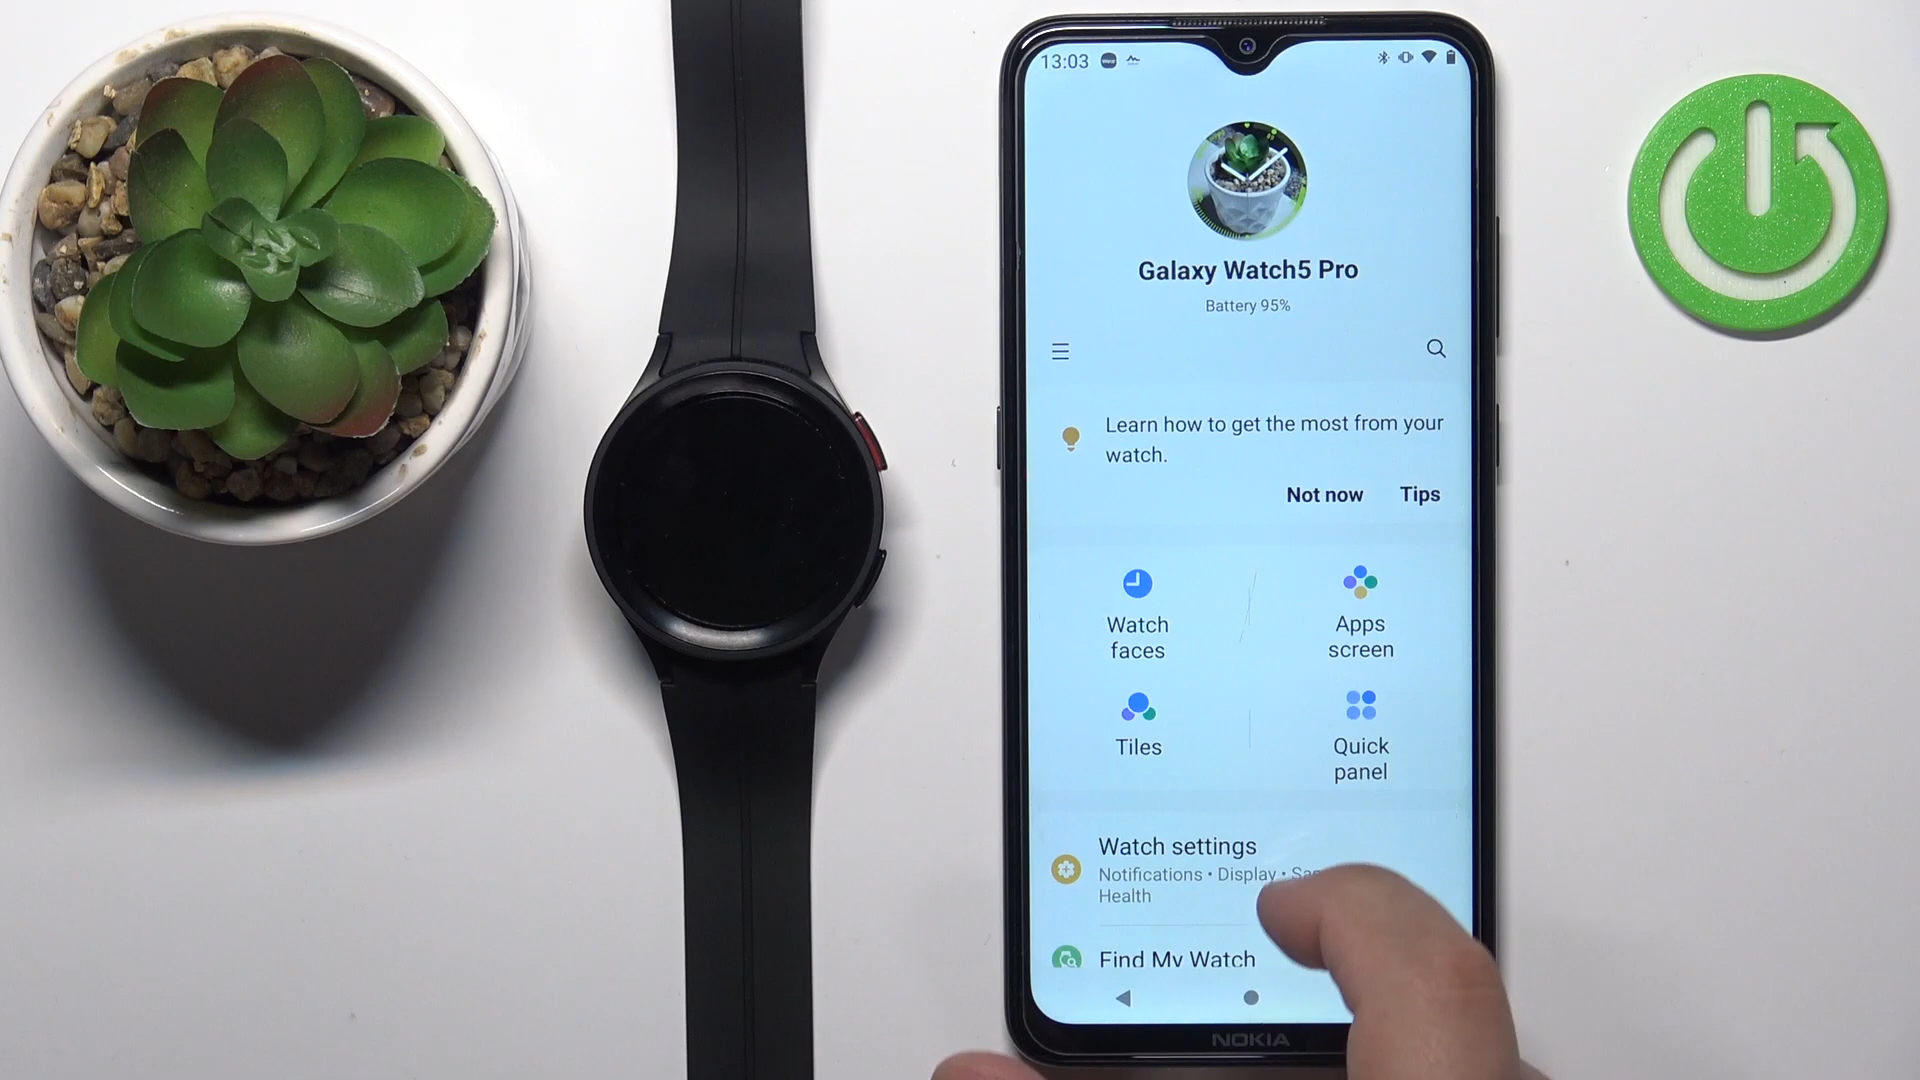 13:03
Galaxy Watch5 Pro
Battery 95%
Learn how to get the most from your
watch.
Not now Tips
Watch
faces
Apps
screen
Tiles
Quick
panel
Watch settings
Notifications • Display •
Health
Find My Watch
NOKIA